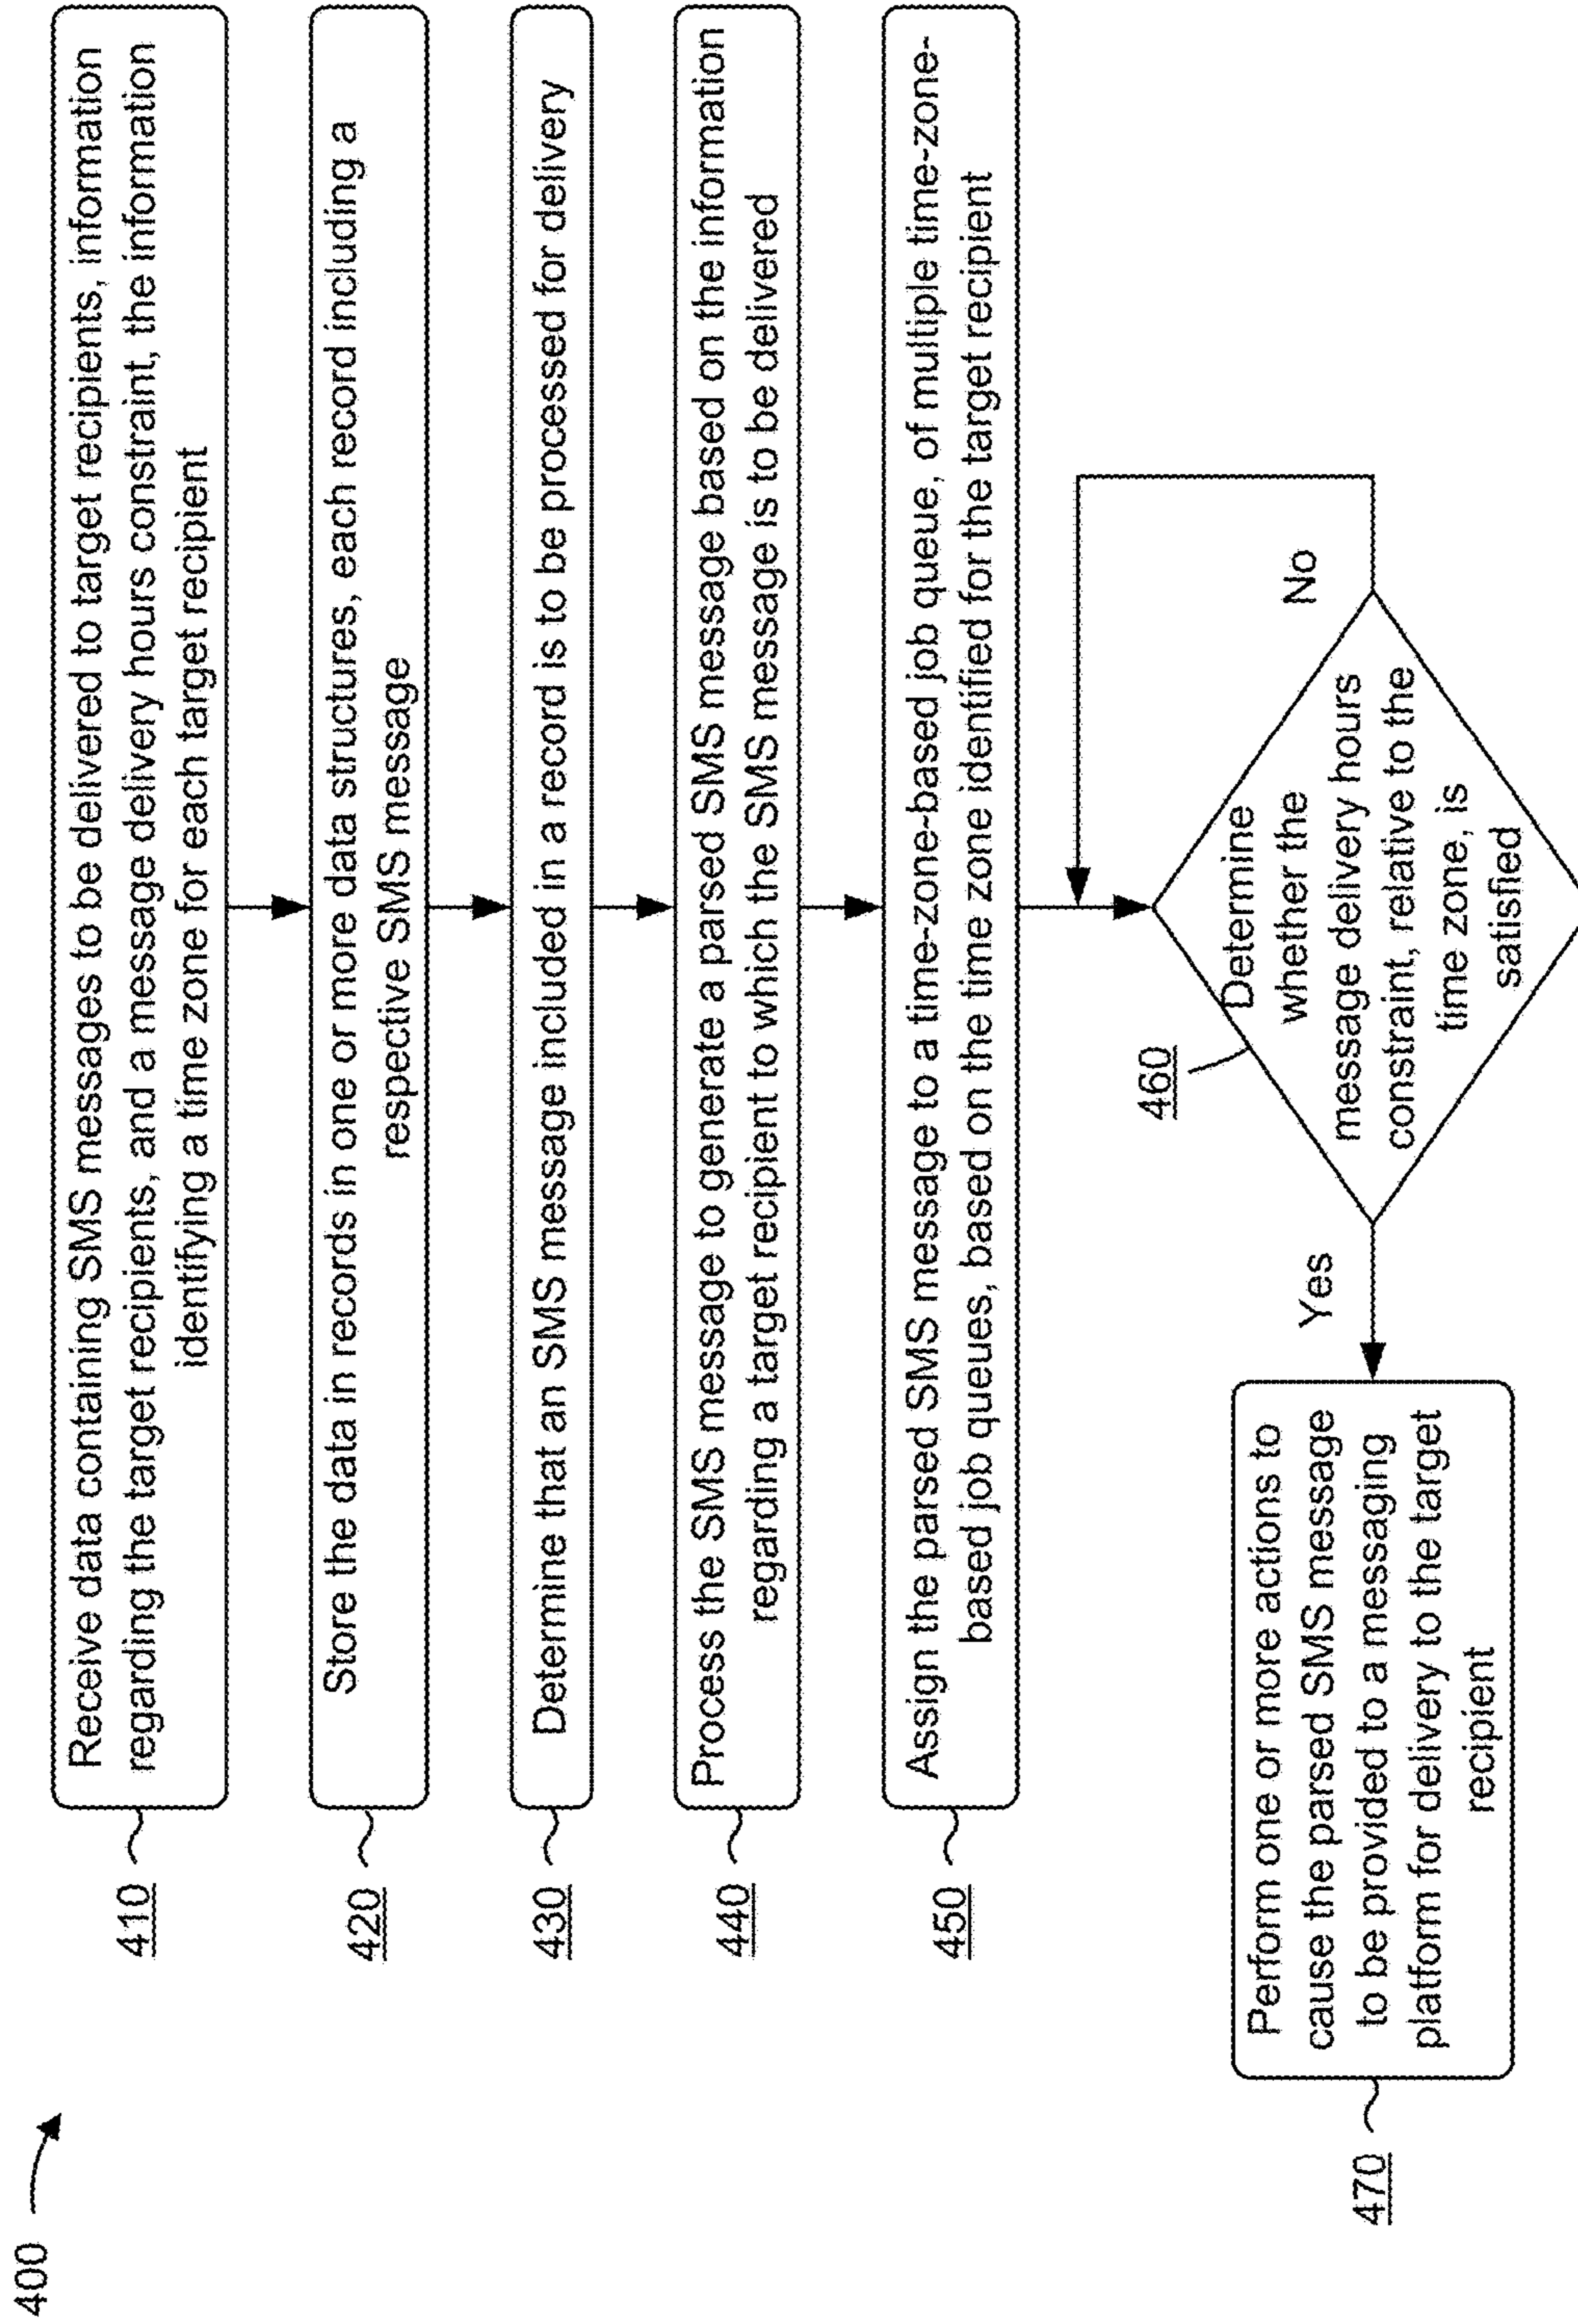 400
410
Receive data containing SMS messages to be delivered to target recipients, information
regarding the target recipients, and a message delivery hours constraint, the information
identifying a time zone for each target recipient
420
Store the data in records in one or more data structures, each record including a
respective SMS message
430
Determine that an SMS message included in a record is to be processed for delivery
440
Process the SMS message to generate a parsed SMS message based on the information
regarding a target recipient to which the SMS message is to be delivered
450
Assign the parsed SMS message to a time-zone-based job queue, of multiple time-zone-
based job queues, based on the time zone identified for the target recipient
460
Determine
whether the
message delivery hours
constraint, relative to the
time zone, is
satisfied
No
Yes
470
Perform one or more actions to
cause the parsed SMS message
to be provided to a messaging
platform for delivery to the target
recipient